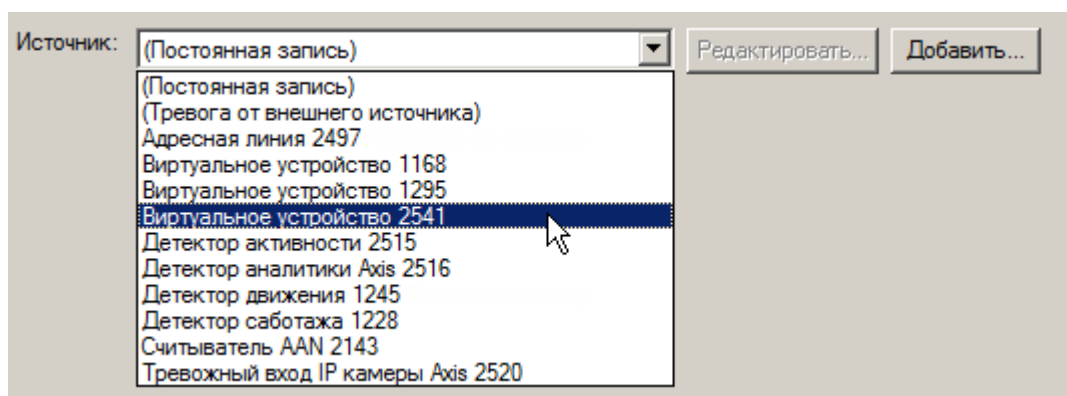 Источник: (Постоянная запись) Редактировать... Добавить...
(Постоянная запись)
(Тревога от внешнего источника)
Адресная линия 2497
Виртуальное устройство 1168
Виртуальное устройство 1295
Виртуальное устройство 2541
Детектор активности 2515
Детектор аналитики Axis 2516
Детектор движения 1245
Детектор саботажа 1228
Считыватель AAN 2143
Тревожный вход IP камеры Axis 2520